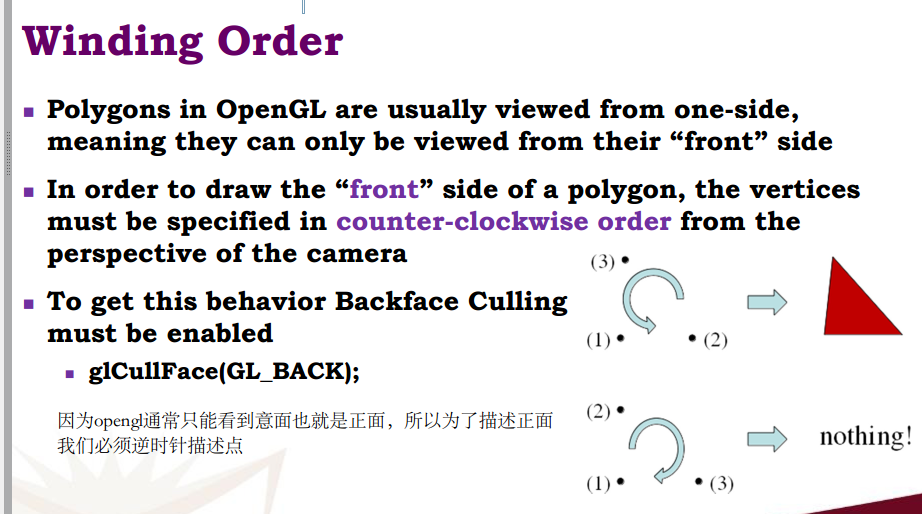 Winding Order
Polygons in OpenGL are usually viewed from one-side,
meaning they can only be viewed from their “front” side
In order to draw the “front” side of a polygon, the vertices
must be specified in counter-clockwise order from the
perspective of the camera
To get this behavior Backface Culling
must be enabled
glCullFace(GL_BACK);
因为opengl通常只能看到意面也就是正面，所以为了描述正面
我们必须逆时针描述点
(3)
(1)
(2)
(2)
nothing!
(1)
(3)